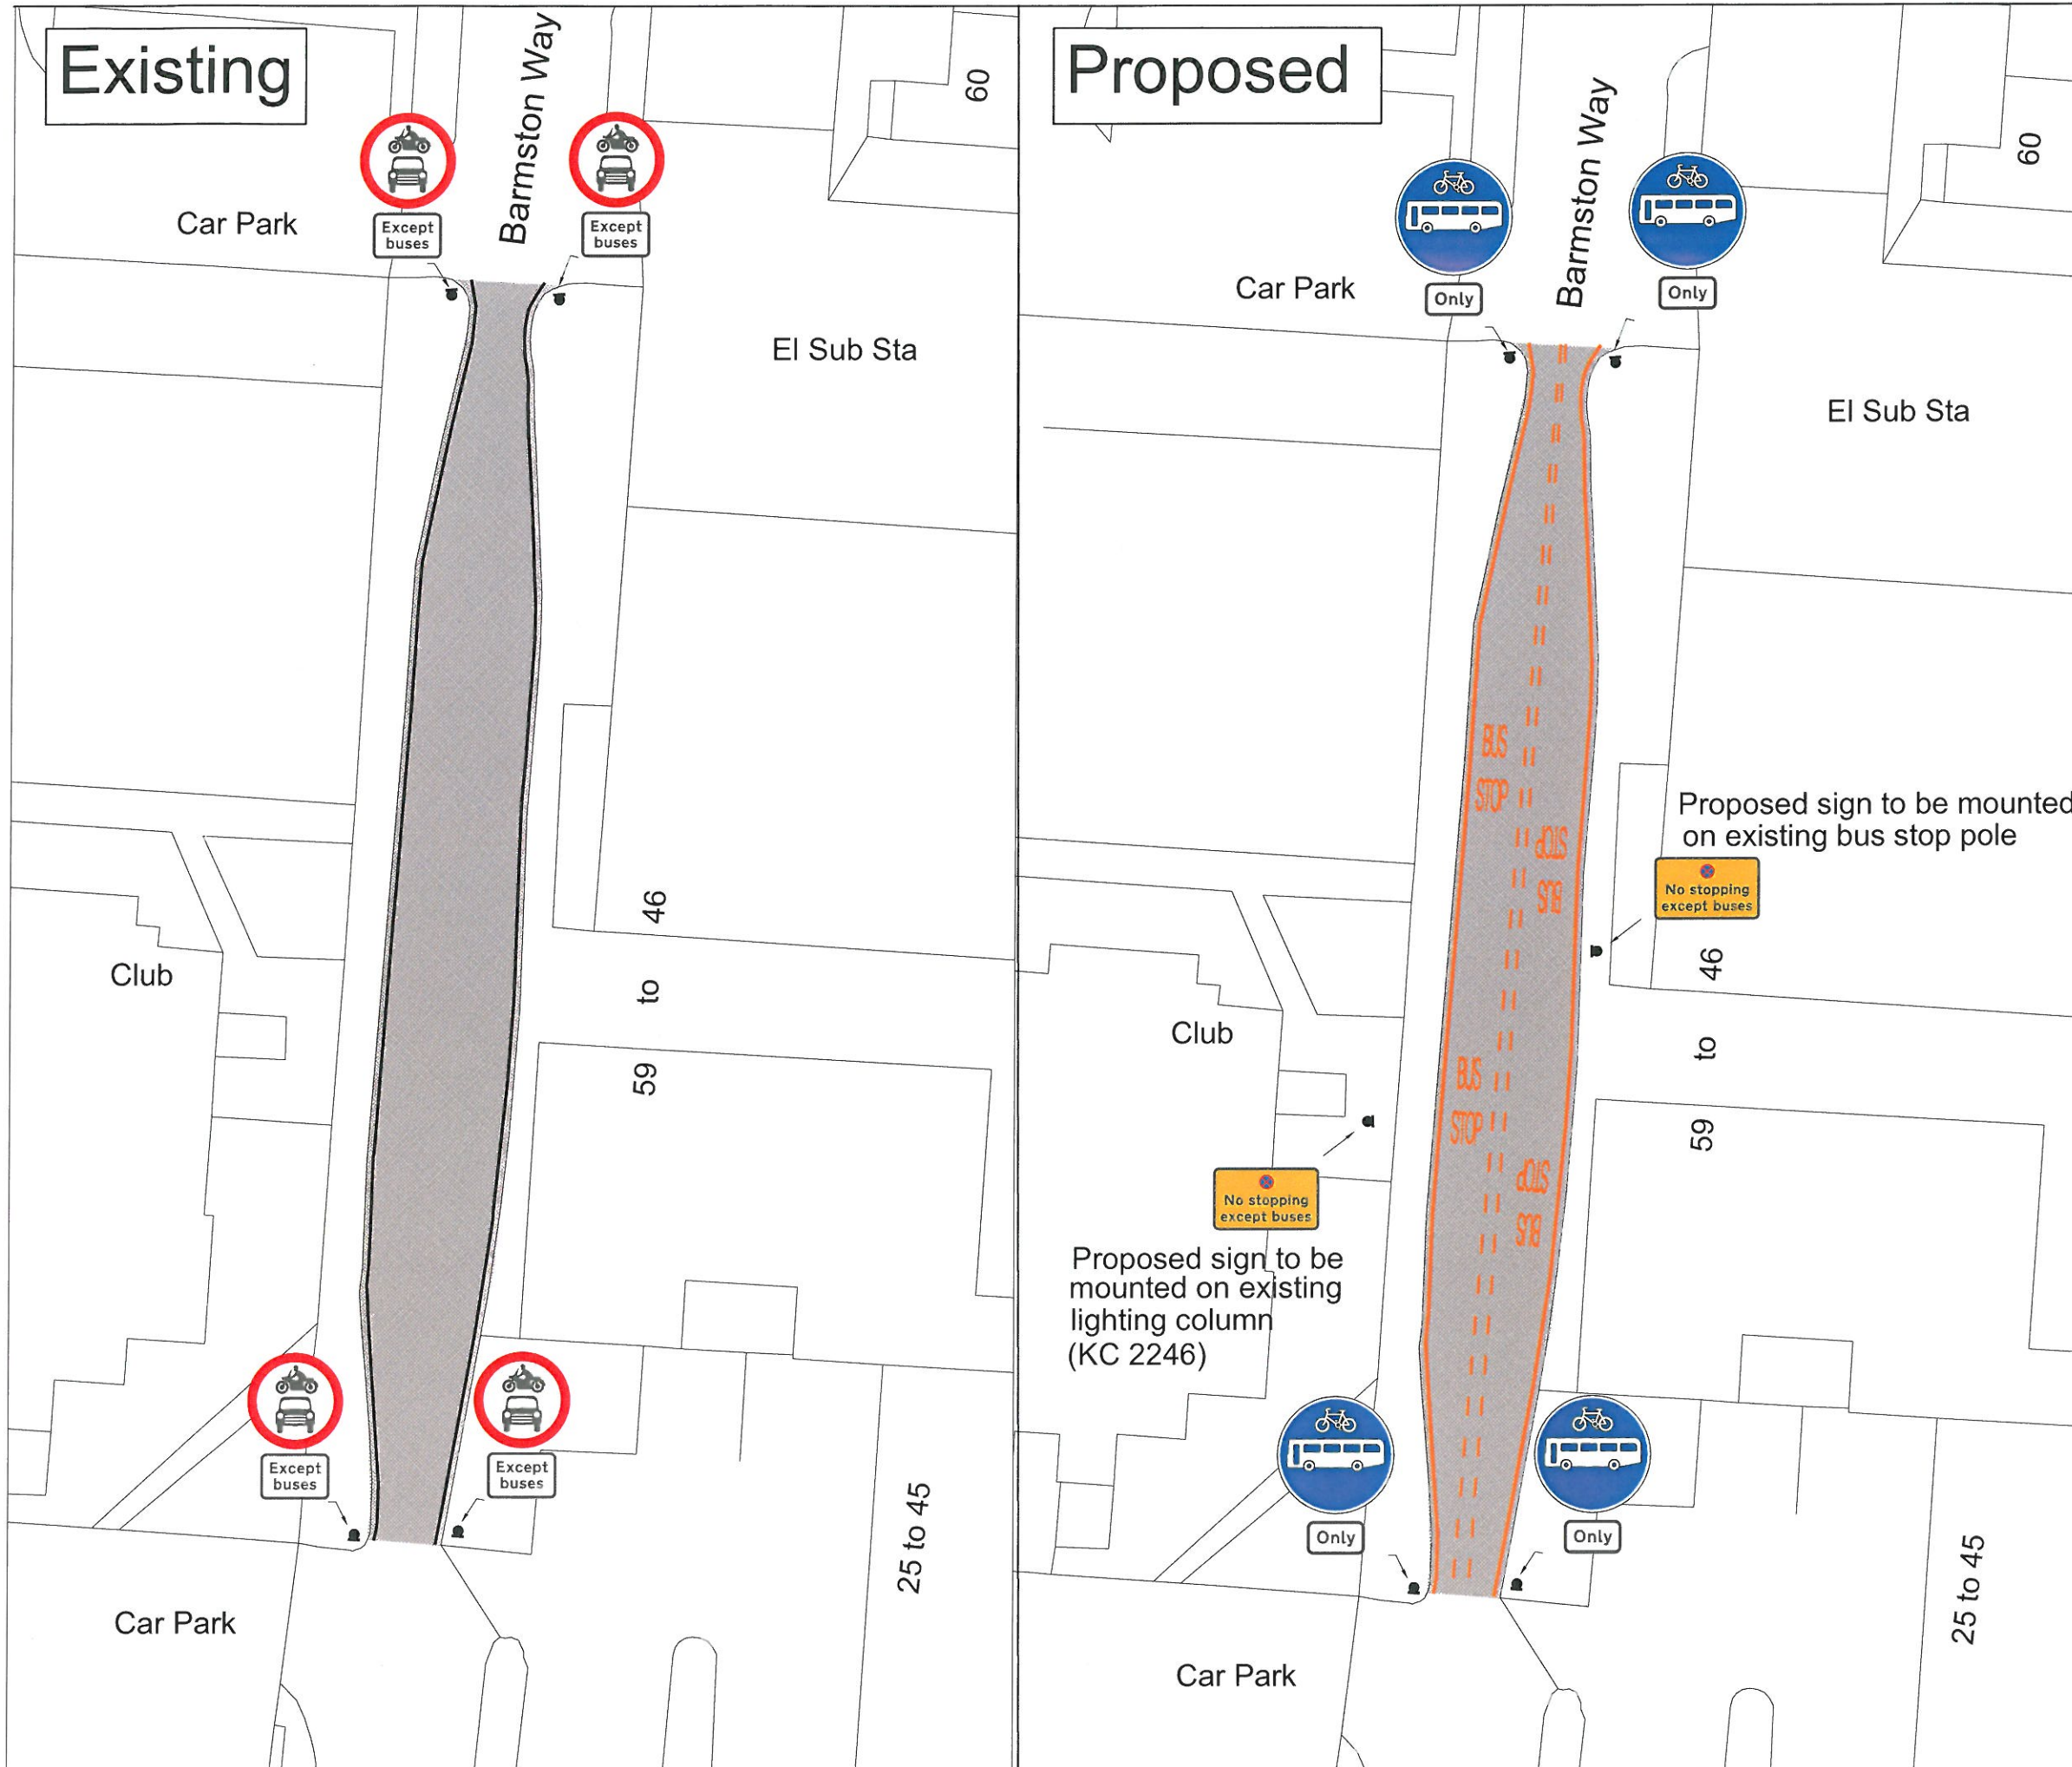 Existing
Barmston Way
60
Except
buses
Except
buses
Car Park
El Sub Sta
46
to
59
Club
Except
buses
Except
buses
25 to 45
Car Park
Proposed
Barmston Way
60
Car Park
Only
Only
El Sub Sta
BUS
STOP
STOP
BUS
Proposed sign to be mounted
on existing bus stop pole
No stopping
except buses
46
to
59
Club
BUS
STOP
STOP
BUS
No stopping
except buses
Proposed sign to be
mounted on existing
lighting column
(KC 2246)
Only
Only
25 to 45
Car Park